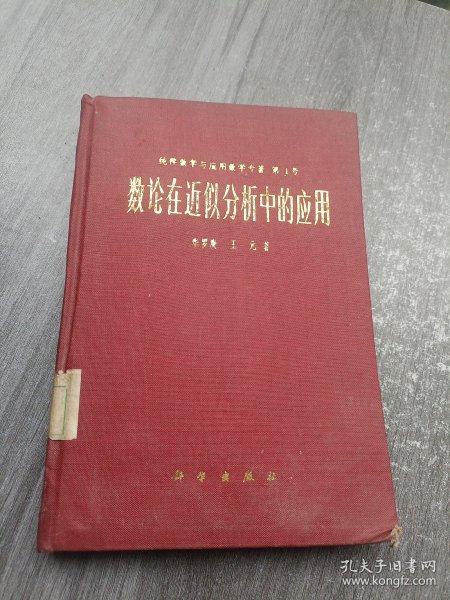 纯粹数学与应用数学专著 第1号
数论在近似分析中的应用
华罗庚 王元 著
科学出版社
孔夫子旧书网
www.kongfz.com